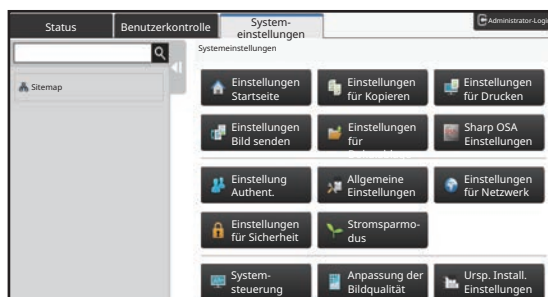 Status
Benutzerkontrolle
System-
einstellungen
Administrator-Login
Systemeinstellungen
Sitemap
Einstellungen
Startseite
Einstellungen
für Kopieren
Einstellungen
für Drucken
Einstellungen
Bild senden
Einstellungen
für
Sharp OSA
Einstellungen
Einstellung
Authent.
Allgemeine
Einstellungen
Einstellungen
für Netzwerk
Einstellungen
für Sicherheit
Stromsparmo-
dus
System-
steuerung
Anpassung der
Bildqualität
Ursp. Install.
Einstellungen